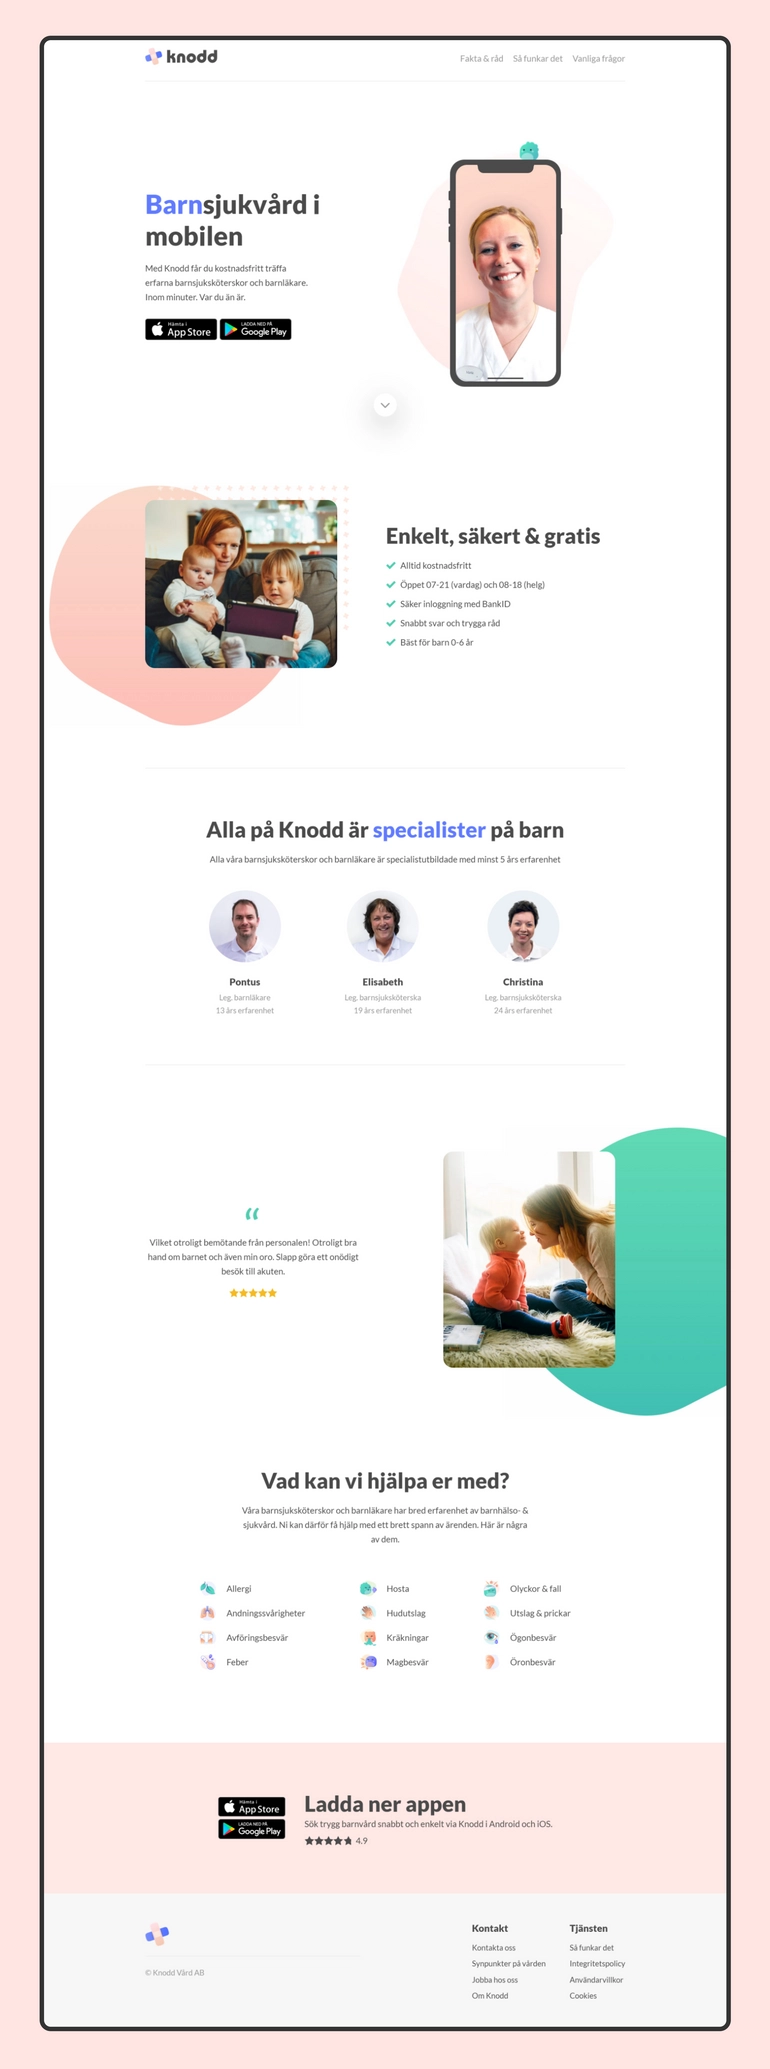 knodd
Fakta & råd Så funkar det Vanliga frågor
Barnsjukvård i
mobilen
Med Knodd får du kostnadsfritt träffa
erfarna barnsjuksköterskor och barnläkare.
Inom minuter. Var du än är.
Hämta i
App Store
LADDA NED PÅ
Google Play
Enkelt, säkert & gratis
Alltid kostnadsfritt
Öppet 07-21 (vardag) och 08-18 (helg)
Säker inloggning med BankID
Snabbt svar och trygga råd
Bäst för barn 0-6 år
Alla på Knodd är specialister på barn
Alla våra barnsjuksköterskor och barnläkare är specialistutbildade med minst 5 års erfarenhet
Pontus
Leg. barnläkare
13 års erfarenhet
Elisabeth
Leg. barnsjuksköterska
19 års erfarenhet
Christina
Leg. barnsjuksköterska
24 års erfarenhet
“
Vilket otroligt bemötande från personalen! Otroligt bra
hand om barnet och även min oro. Slapp göra ett onödigt
besök till akuten.
Vad kan vi hjälpa er med?
Våra barnsjuksköterskor och barnläkare har bred erfarenhet av barnhälso- &
sjukvård. Ni kan därför få hjälp med ett brett spann av ärenden. Här är några
av dem.
Allergi
Andningssvårigheter
Avföringsbesvär
Feber
Hosta
Hudutslag
Kräkningar
Magbesvär
Olyckor & fall
Utslag & prickar
Ögonbesvär
Öronbesvär
Hämta i
App Store
LADDA NED PÅ
Google Play
Ladda ner appen
Sök trygg barnvård snabbt och enkelt via Knodd i Android och iOS.
4.9
© Knodd Vård AB
Kontakt
Kontakta oss
Synpunkter på vården
Jobba hos oss
Om Knodd
Tjänsten
Så funkar det
Integritetspolicy
Användarvillkor
Cookies